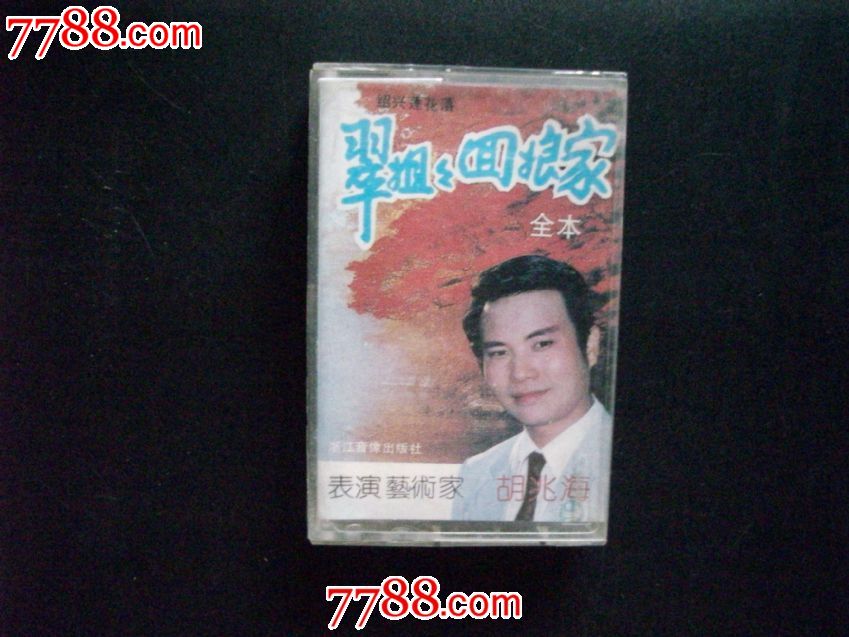 7788.com
绍兴莲花落
翠姐々回娘家
全本
浙江音像出版社
表演藝術家 胡兆海
7788.com